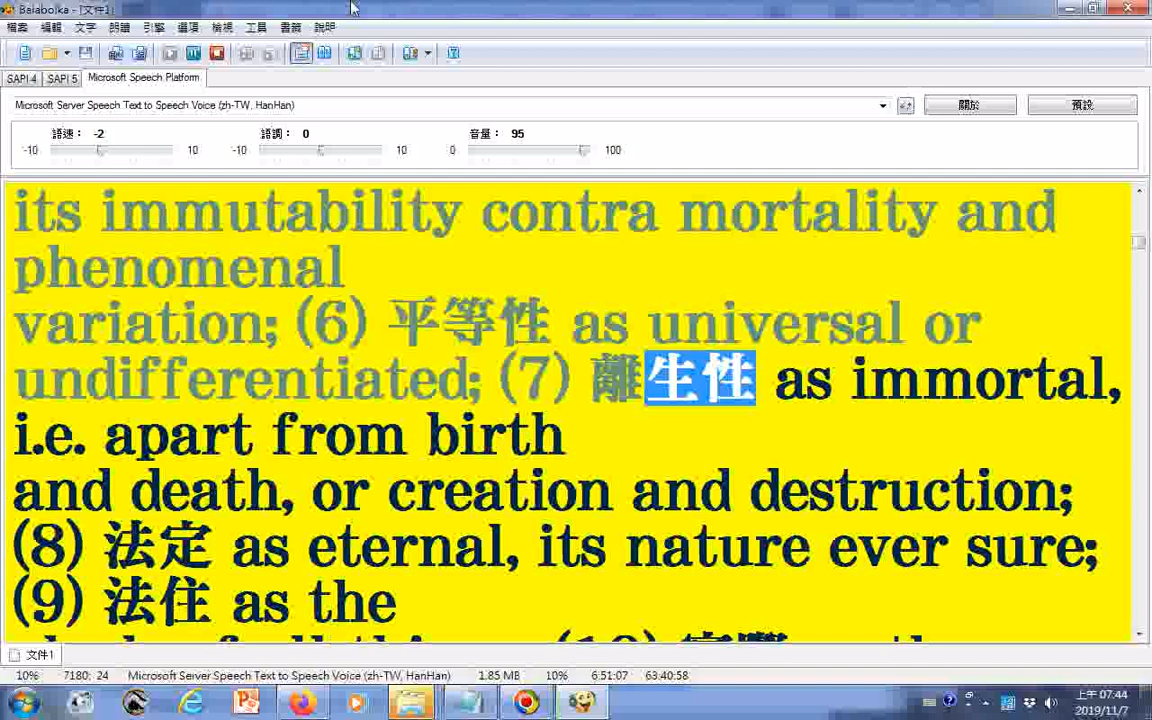 Balabolka - [文件1]
檔案 編輯 文字 朗讀 引擎 選項 檢視 工具 書籤 說明
SAPI 4 SAPI 5 Microsoft Speech Platform
Microsoft Server Speech Text to Speech Voice (zh-TW, HanHan) 關於 預設
語速： -2 語調： 0 音量： 95
-10 10 -10 10 0 100
its immutability contra mortality and
phenomenal
variation; (6) 平等性 as universal or
undifferentiated; (7) 離生性 as immortal,
i.e. apart from birth
and death, or creation and destruction;
(8) 法定 as eternal, its nature ever sure;
(9) 法住 as the
文件1
10% 7180; 24 Microsoft Server Speech Text to Speech Voice (zh-TW, HanHan) 1.85 MB 10% 6:51:07 63:40:58
上午 07:44
2019/11/7